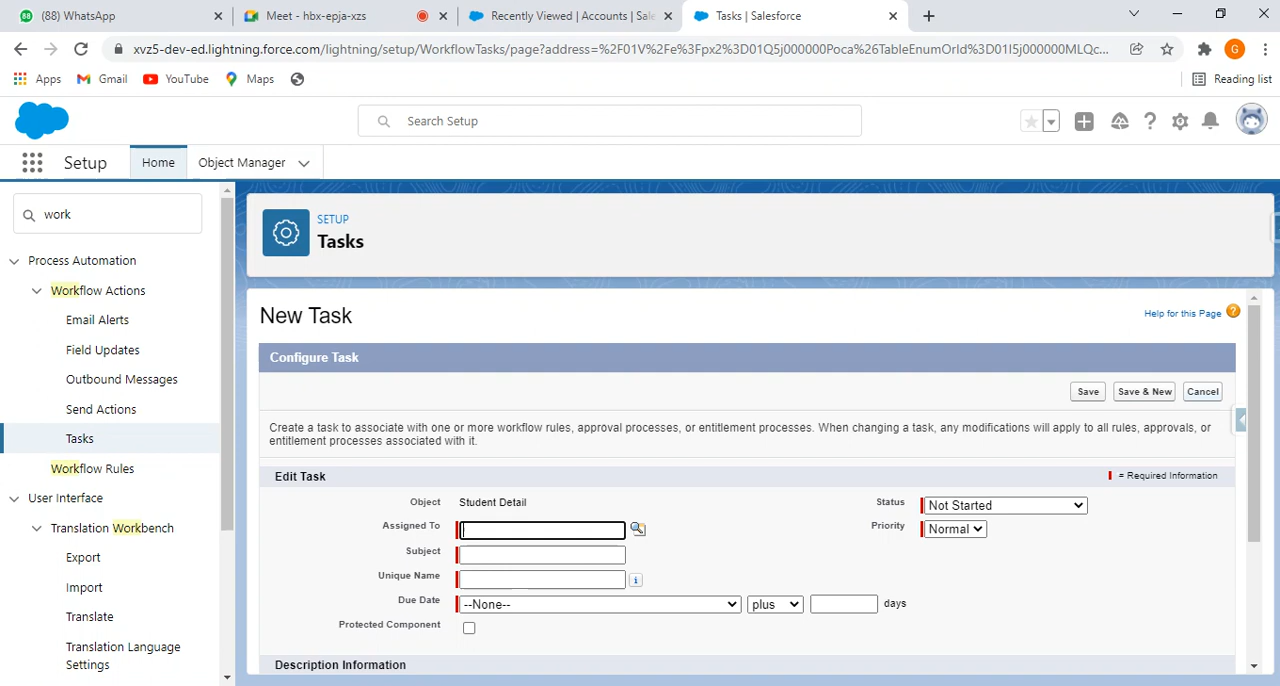 88 WhatsApp
Meet - hbx-epja-xzs
Recently Viewed | Accounts | Sale
Tasks | Salesforce
xvz5-dev-ed.lightning.force.com/lightning/setup/WorkflowTasks/page?address=%2F01V%2Fe%3Fpx2%3D01Q5j000000Poca%26TableEnumOrId%3D01I5j000000MLQc...
G
Apps
Gmail
YouTube
Maps
Reading list
Search Setup
Setup
Home
Object Manager
work
Process Automation
Workflow Actions
Email Alerts
Field Updates
Outbound Messages
Send Actions
Tasks
Workflow Rules
User Interface
Translation Workbench
Export
Import
Translate
Translation Language
Settings
SETUP
Tasks
New Task
Help for this Page ?
Configure Task
Save
Save & New
Cancel
Create a task to associate with one or more workflow rules, approval processes, or entitlement processes. When changing a task, any modifications will apply to all rules, approvals, or
entitlement processes associated with it.
Edit Task
= Required Information
Object Student Detail
Status Not Started
Assigned To
Priority Normal
Subject
Unique Name
i
Due Date --None-- plus days
Protected Component
Description Information